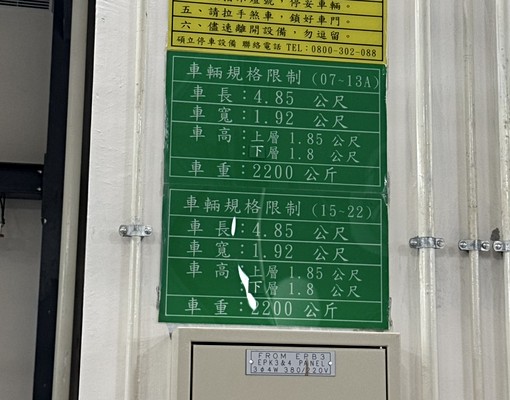 停妥車輛。
五、請拉手煞車，鎖好車門。
六、儘速離開設備，勿逗留。
碩立停車設備 聯絡電話 TEL：0800-302-088
車輛規格限制 (07~13A)
車長：4.85 公尺
車寬：1.92 公尺
車高：上層 1.85 公尺
：下層 1.8 公尺
車重：2200 公斤
車輛規格限制 (15~22)
車長：4.85 公尺
車寬：1.92 公尺
車高：上層 1.85 公尺
：下層 1.8 公尺
車重：2200 公斤
FROM EPB3
EPK3&4 PANEL
3φ4W 380/220V